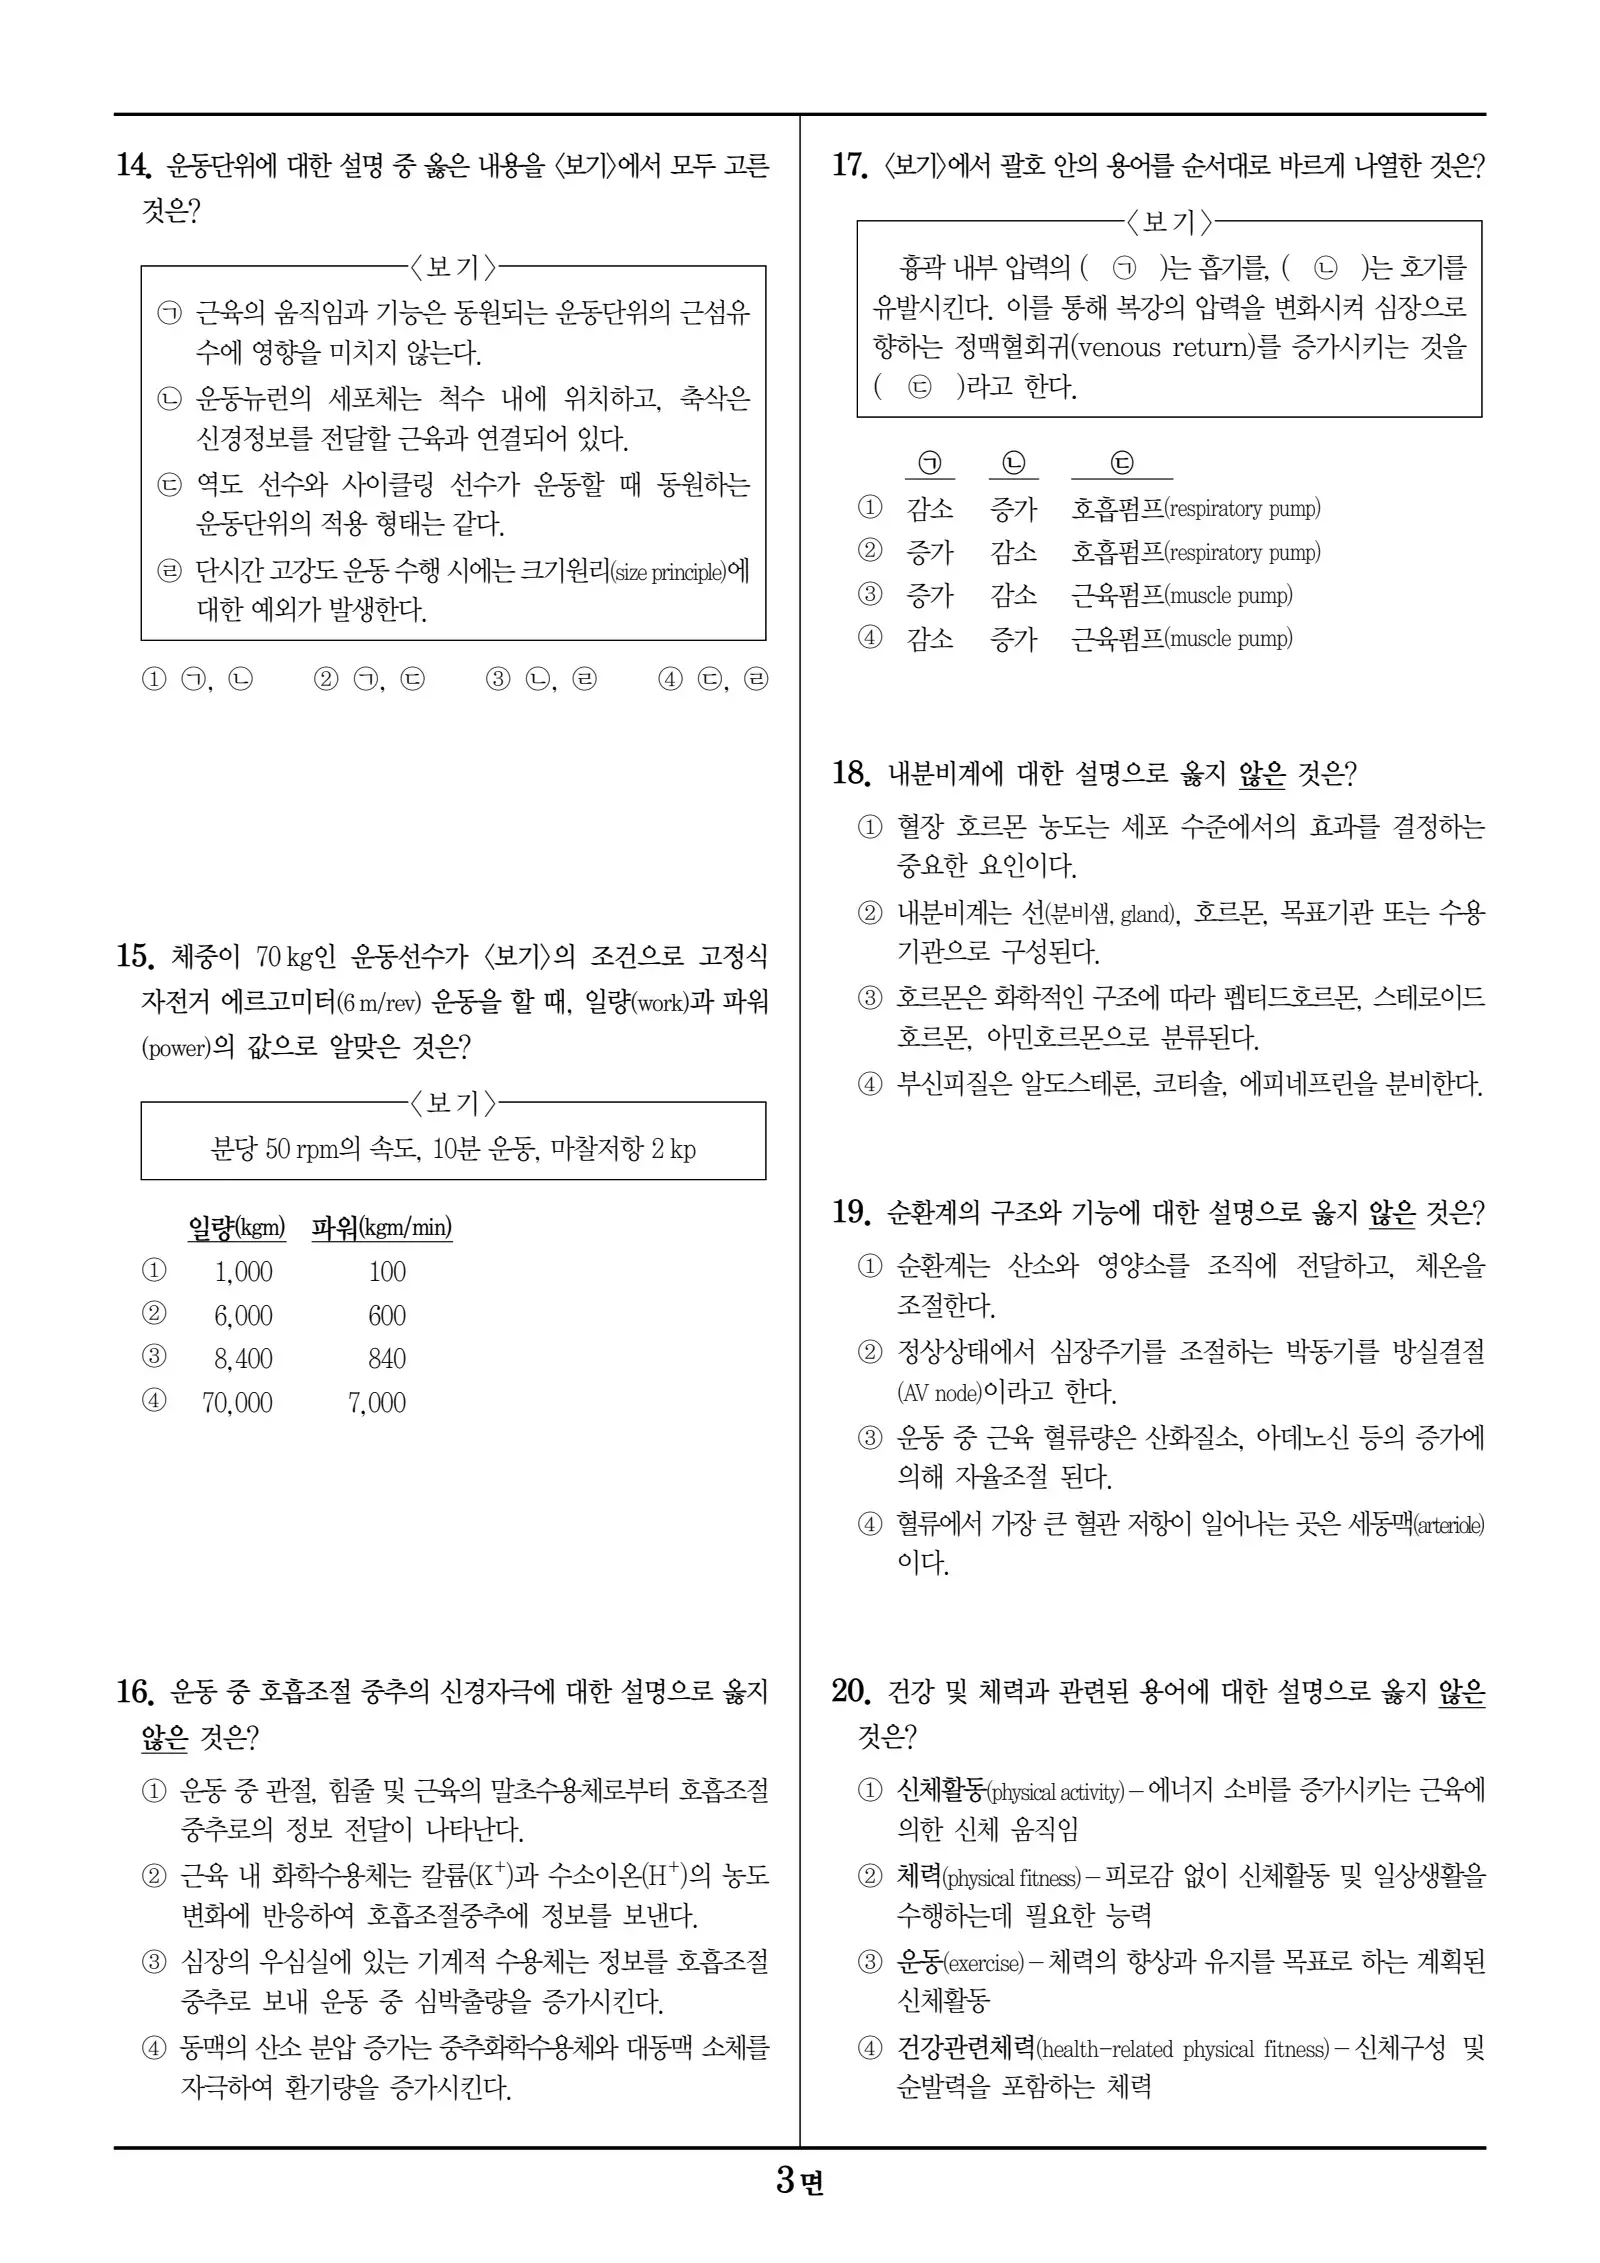 14. 운동단위에 대한 설명 중 옳은 내용을 〈보기〉에서 모두 고른
것은?
〈보 기〉
㉠ 근육의 움직임과 기능은 동원되는 운동단위의 근섬유
수에 영향을 미치지 않는다.
㉡ 운동뉴런의 세포체는 척수 내에 위치하고, 축삭은
신경정보를 전달할 근육과 연결되어 있다.
㉢ 역도 선수와 사이클링 선수가 운동할 때 동원하는
운동단위의 적용 형태는 같다.
㉣ 단시간 고강도 운동 수행 시에는 크기원리(size principle)에
대한 예외가 발생한다.
① ㉠, ㉡ ② ㉠, ㉢ ③ ㉡, ㉣ ④ ㉢, ㉣
15. 체중이 70 kg인 운동선수가 〈보기〉의 조건으로 고정식
자전거 에르고미터(6 m/rev) 운동을 할 때, 일량(work)과 파워
(power)의 값으로 알맞은 것은?
〈보 기〉
분당 50 rpm의 속도, 10분 운동, 마찰저항 2 kp
일량(kgm) 파워(kgm/min)
① 1,000 100
② 6,000 600
③ 8,400 840
④ 70,000 7,000
16. 운동 중 호흡조절 중추의 신경자극에 대한 설명으로 옳지
않은 것은?
① 운동 중 관절, 힘줄 및 근육의 말초수용체로부터 호흡조절
중추로의 정보 전달이 나타난다.
② 근육 내 화학수용체는 칼륨(K⁺)과 수소이온(H⁺)의 농도
변화에 반응하여 호흡조절중추에 정보를 보낸다.
③ 심장의 우심실에 있는 기계적 수용체는 정보를 호흡조절
중추로 보내 운동 중 심박출량을 증가시킨다.
④ 동맥의 산소 분압 증가는 중추화학수용체와 대동맥 소체를
자극하여 환기량을 증가시킨다.
17. 〈보기〉에서 괄호 안의 용어를 순서대로 바르게 나열한 것은?
〈보 기〉
흉곽 내부 압력의 ( ㉠ )는 흡기를, ( ㉡ )는 호기를
유발시킨다. 이를 통해 복강의 압력을 변화시켜 심장으로
향하는 정맥혈회귀(venous return)를 증가시키는 것을
( ㉢ )라고 한다.
㉠ ㉡ ㉢
① 감소 증가 호흡펌프(respiratory pump)
② 증가 감소 호흡펌프(respiratory pump)
③ 증가 감소 근육펌프(muscle pump)
④ 감소 증가 근육펌프(muscle pump)
18. 내분비계에 대한 설명으로 옳지 않은 것은?
① 혈장 호르몬 농도는 세포 수준에서의 효과를 결정하는
중요한 요인이다.
② 내분비계는 선(분비샘, gland), 호르몬, 목표기관 또는 수용
기관으로 구성된다.
③ 호르몬은 화학적인 구조에 따라 펩티드호르몬, 스테로이드
호르몬, 아민호르몬으로 분류된다.
④ 부신피질은 알도스테론, 코티솔, 에피네프린을 분비한다.
19. 순환계의 구조와 기능에 대한 설명으로 옳지 않은 것은?
① 순환계는 산소와 영양소를 조직에 전달하고, 체온을
조절한다.
② 정상상태에서 심장주기를 조절하는 박동기를 방실결절
(AV node)이라고 한다.
③ 운동 중 근육 혈류량은 산화질소, 아데노신 등의 증가에
의해 자율조절 된다.
④ 혈류에서 가장 큰 혈관 저항이 일어나는 곳은 세동맥(arteriole)
이다.
20. 건강 및 체력과 관련된 용어에 대한 설명으로 옳지 않은
것은?
① 신체활동(physical activity) – 에너지 소비를 증가시키는 근육에
의한 신체 움직임
② 체력(physical fitness) – 피로감 없이 신체활동 및 일상생활을
수행하는데 필요한 능력
③ 운동(exercise) – 체력의 향상과 유지를 목표로 하는 계획된
신체활동
④ 건강관련체력(health-related physical fitness) – 신체구성 및
순발력을 포함하는 체력
3 면